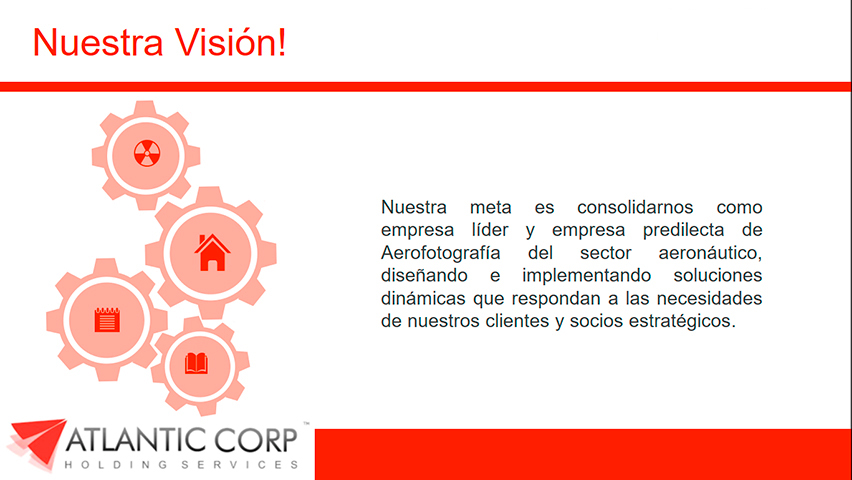 Nuestra Visión!
Nuestra meta es consolidarnos como
empresa líder y empresa predilecta de
Aerofotografía del sector aeronáutico,
diseñando e implementando soluciones
dinámicas que respondan a las necesidades
de nuestros clientes y socios estratégicos.
ATLANTIC CORP™
HOLDING SERVICES